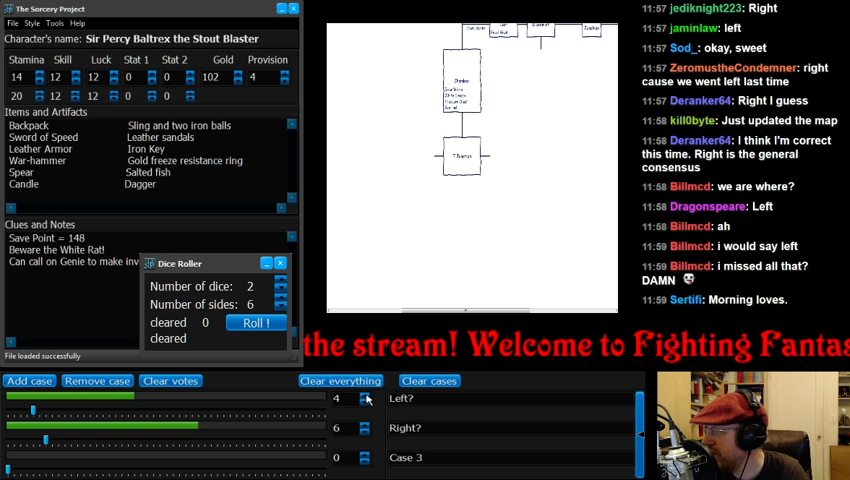 The Sorcery Project
File Story Tools Help
Character's name: Sir Percy Baltrex the Stout Blaster
Stamina Skill Luck Stat 1 Stat 2 Gold Provision
14 12 12 0 0 102 4
20 12 12 0 0
Items and Artifacts
Backpack Sling and two iron balls
Sword of Speed Leather sandals
Leather Armor Iron Key
War-hammer Gold freeze resistance ring
Spear Salted fish
Candle Dagger
Clues and Notes
Save Point = 148
Beware the White Rat!
Can call on Genie to make inv
Dice Roller
Number of dice: 2
Number of sides: 6
cleared 0 Roll !
cleared
File loaded successfully
11:57 jediknight223: Right
11:57 jaminlaw: left
11:57 Sod_: okay, sweet
11:57 ZeromustheCondemner: right
cause we went left last time
11:57 Deranker64: Right I guess
11:58 kill0byte: Just updated the map
11:58 Deranker64: I think I'm correct
this time. Right is the general
consensus
11:58 Billmcd: we are where?
11:58 Dragonspeare: Left
11:58 Billmcd: ah
11:59 Billmcd: i would say left
11:59 Billmcd: i missed all that?
DAMN
11:59 Sertifi: Morning loves.
the stream! Welcome to Fighting Fantas
Add case Remove case Clear votes Clear everything Clear cases
4 Left?
6 Right?
0 Case 3